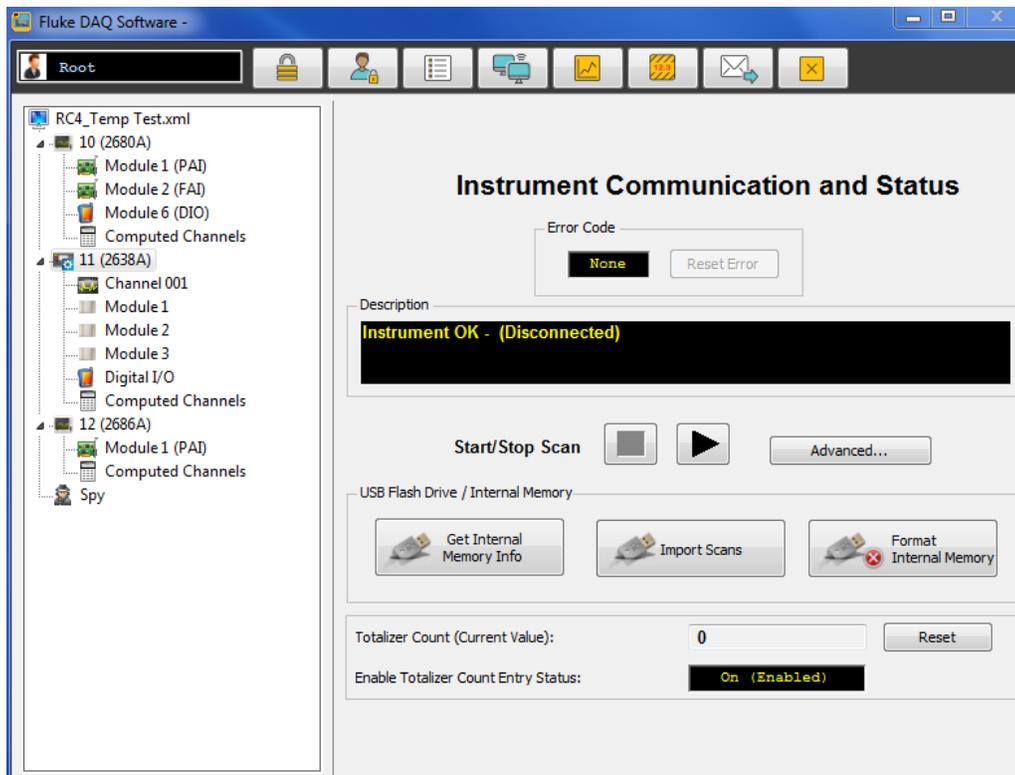 Fluke DAQ Software -
Root
12.3
RC4_Temp Test.xml
10 (2680A)
Module 1 (PAI)
Module 2 (FAI)
Module 6 (DIO)
Computed Channels
11 (2638A)
Channel 001
Module 1
Module 2
Module 3
Digital I/O
Computed Channels
12 (2686A)
Module 1 (PAI)
Computed Channels
Spy
Instrument Communication and Status
Error Code
None
Reset Error
Description
Instrument OK - (Disconnected)
Start/Stop Scan
Advanced...
USB Flash Drive / Internal Memory
Get Internal
Memory Info
Import Scans
Format
Internal Memory
Totalizer Count (Current Value):
0
Reset
Enable Totalizer Count Entry Status:
On (Enabled)